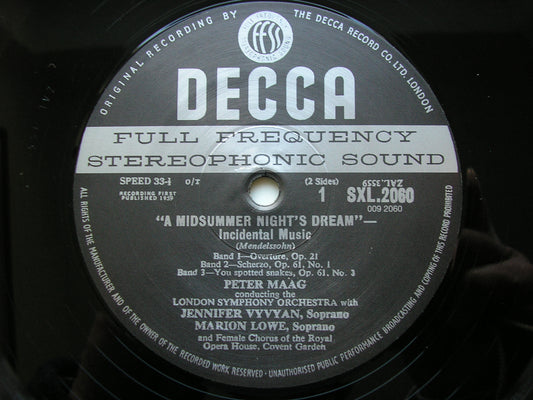 ORIGINAL RECORDING BY
THE DECCA RECORD CO. LTD. LONDON
ffss
DECCA
FULL FREQUENCY
STEREOPHONIC SOUND
SPEED 33⅓ o/r
(2 Sides)
RECORDING FIRST
PUBLISHED 1959
1
SXL.2060
009 2060
ZAL.3559
“A MIDSUMMER NIGHT'S DREAM”—
Incidental Music
(Mendelssohn)
Band 1—Overture, Op. 21
Band 2—Scherzo, Op. 61, No. 1
Band 3—You spotted snakes, Op. 61, No. 3
PETER MAAG
conducting the
LONDON SYMPHONY ORCHESTRA with
JENNIFER VYVYAN, Soprano
MARION LOWE, Soprano
and Female Chorus of the Royal
Opera House, Covent Garden
ALL RIGHTS OF THE MANUFACTURER AND OF THE OWNER OF THE RECORDED WORK RESERVED · UNAUTHORISED PUBLIC PERFORMANCE BROADCASTING AND COPYING OF THIS RECORD PROHIBITED